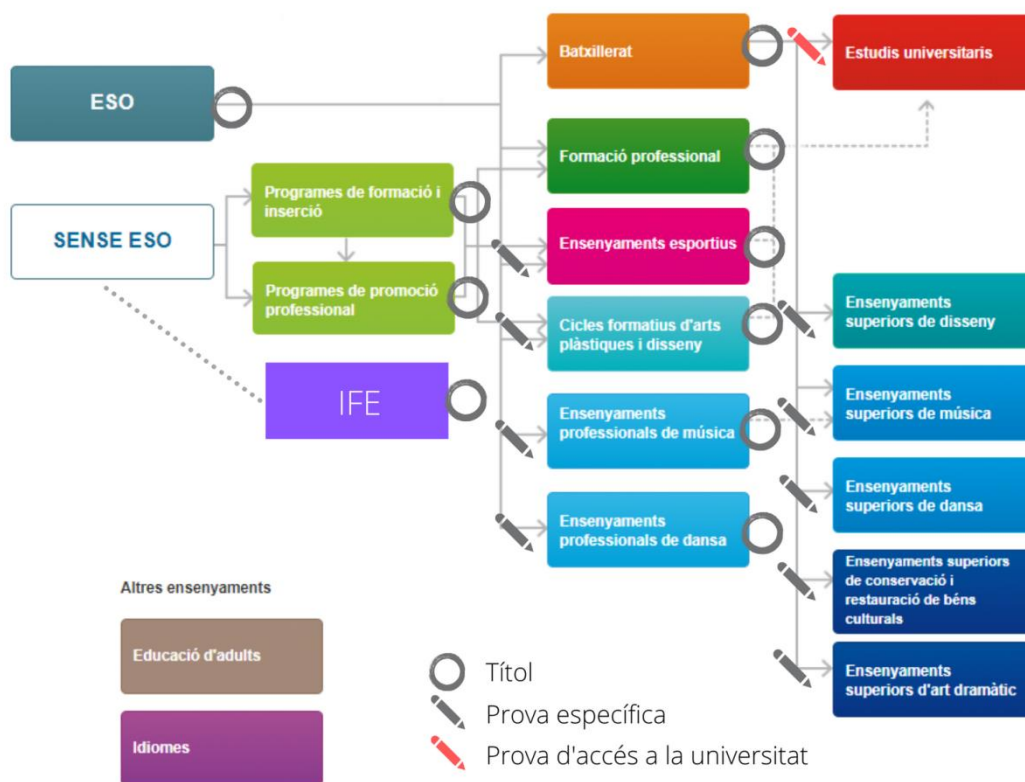 ESO
SENSE ESO
Programes de formació i
inserció
Programes de promoció
professional
IFE
Batxillerat
Formació professional
Ensenyaments esportius
Cicles formatius d'arts
plàstiques i disseny
Ensenyaments
professionals de música
Ensenyaments
professionals de dansa
Estudis universitaris
Ensenyaments
superiors de disseny
Ensenyaments
superiors de música
Ensenyaments
superiors de dansa
Ensenyaments superiors
de conservació i
restauració de béns
culturals
Ensenyaments
superiors d'art dramàtic
Altres ensenyaments
Educació d'adults
Idiomes
Títol
Prova específica
Prova d'accés a la universitat